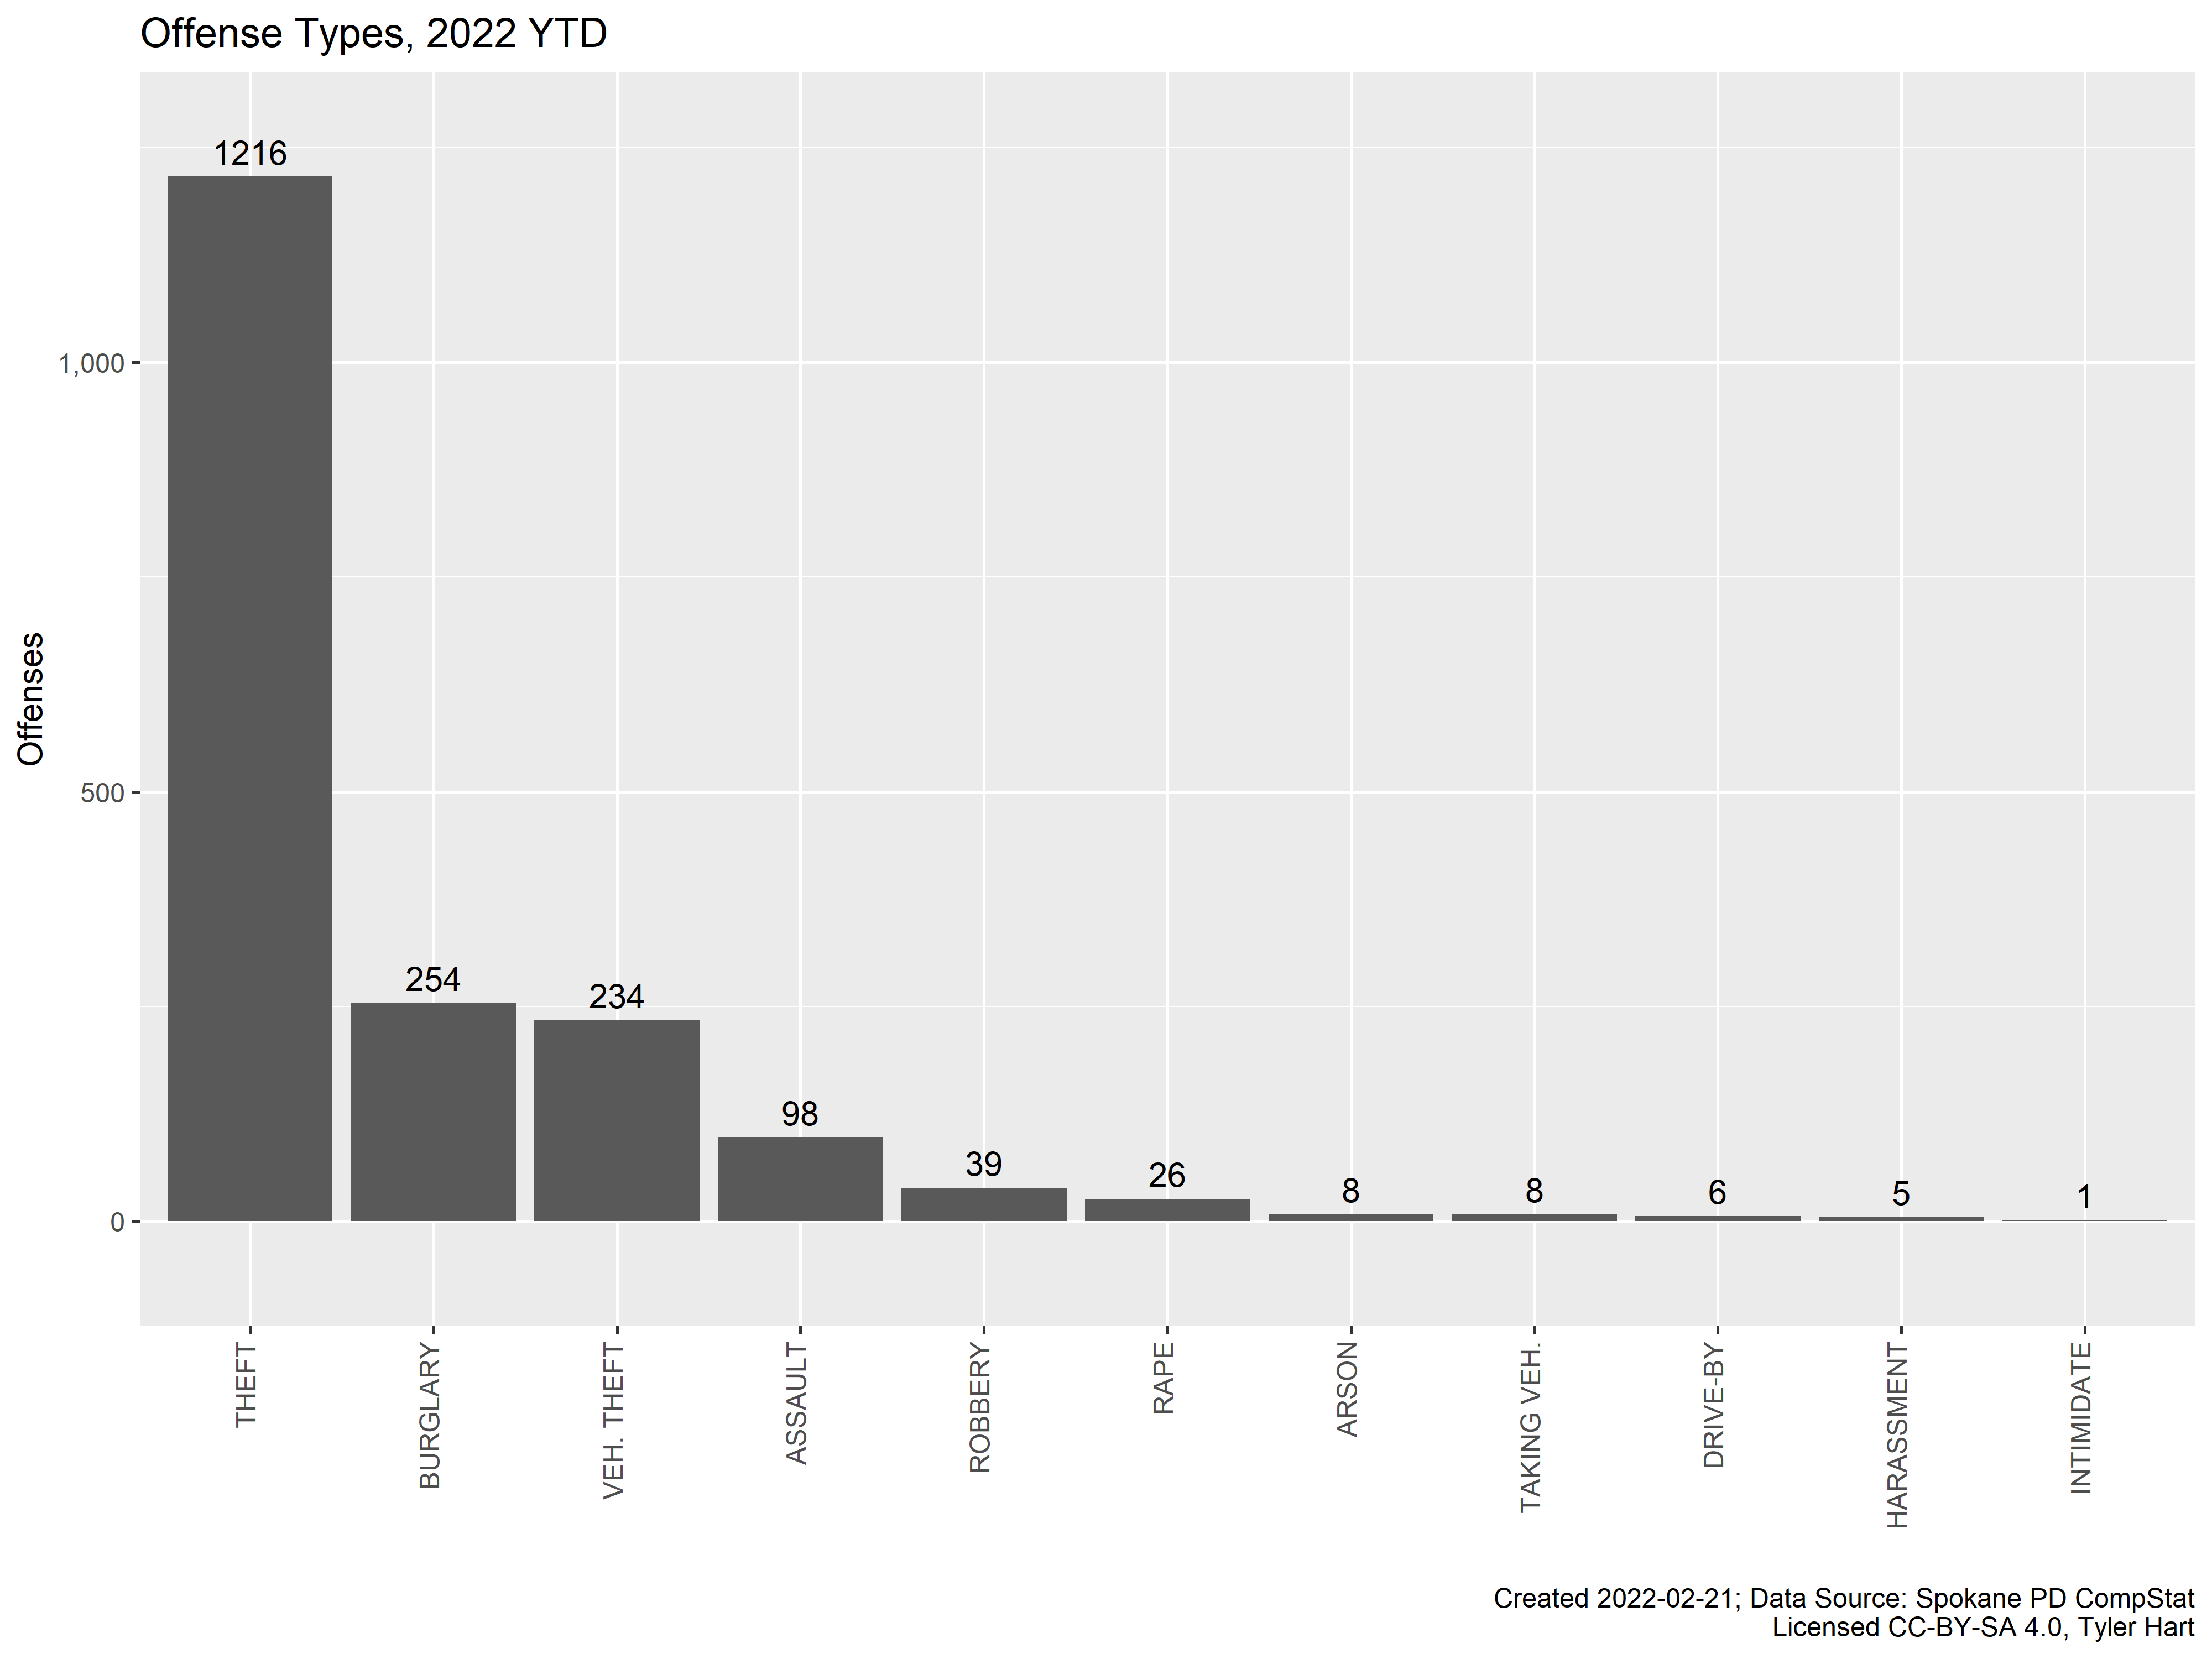 Offense Types, 2022 YTD
Offenses
1,000
500
0
1216
254
234
98
39
26
8
8
6
5
1
THEFT
BURGLARY
VEH. THEFT
ASSAULT
ROBBERY
RAPE
ARSON
TAKING VEH.
DRIVE-BY
HARASSMENT
INTIMIDATE
Created 2022-02-21; Data Source: Spokane PD CompStat
Licensed CC-BY-SA 4.0, Tyler Hart